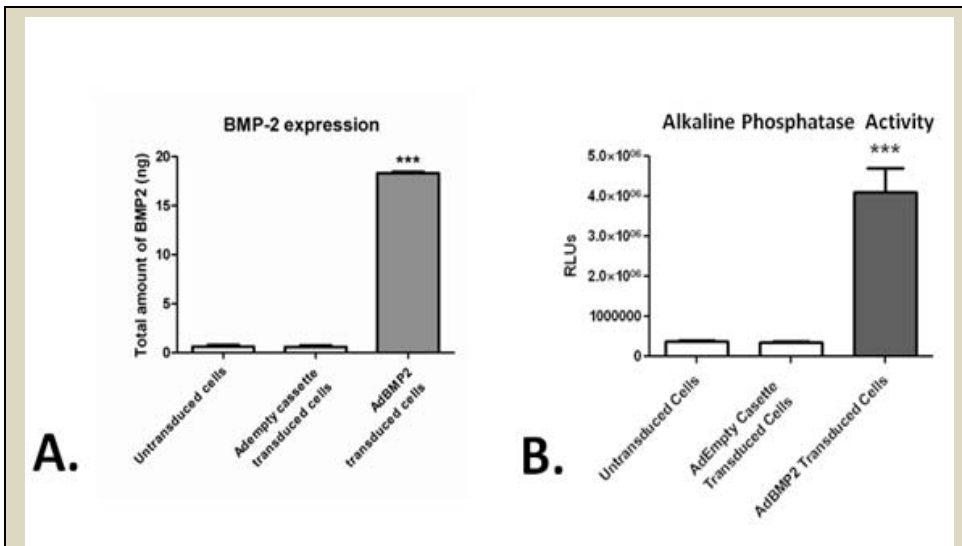 BMP-2 expression
Total amount of BMP2 (ng)
20
15
10
5
0
***
Untransduced cells
Adempty cassette
transduced cells
AdBMP2
transduced cells
A.
Alkaline Phosphatase Activity
RLUs
5.0×10⁰⁶
4.0×10⁰⁶
3.0×10⁰⁶
2.0×10⁰⁶
1000000
0
***
Untransduced Cells
AdEmpty Casette
Transduced Cells
AdBMP2 Transduced Cells
B.